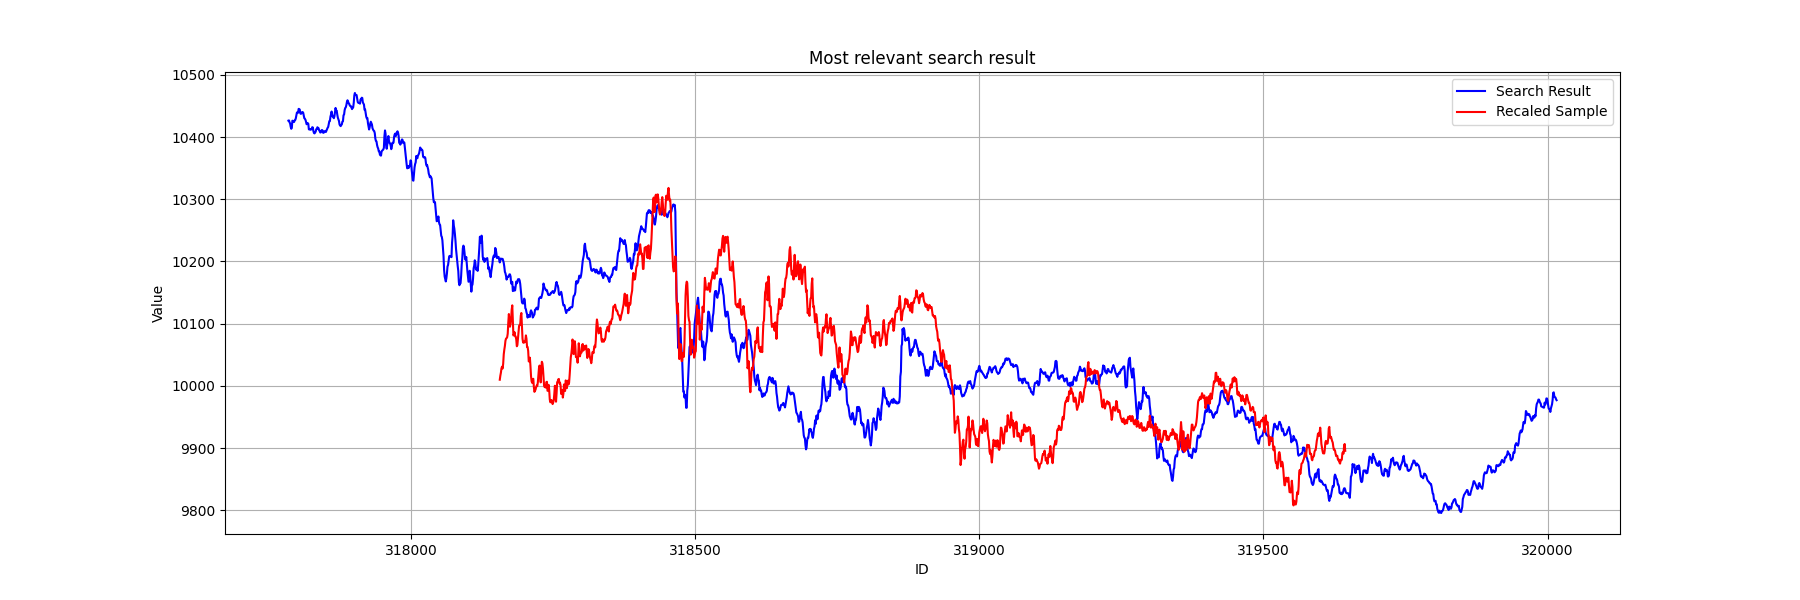 Most relevant search result
10500
10400
10300
10200
10100
10000
9900
9800
Value
318000
318500
319000
319500
320000
ID
Search Result
Recaled Sample